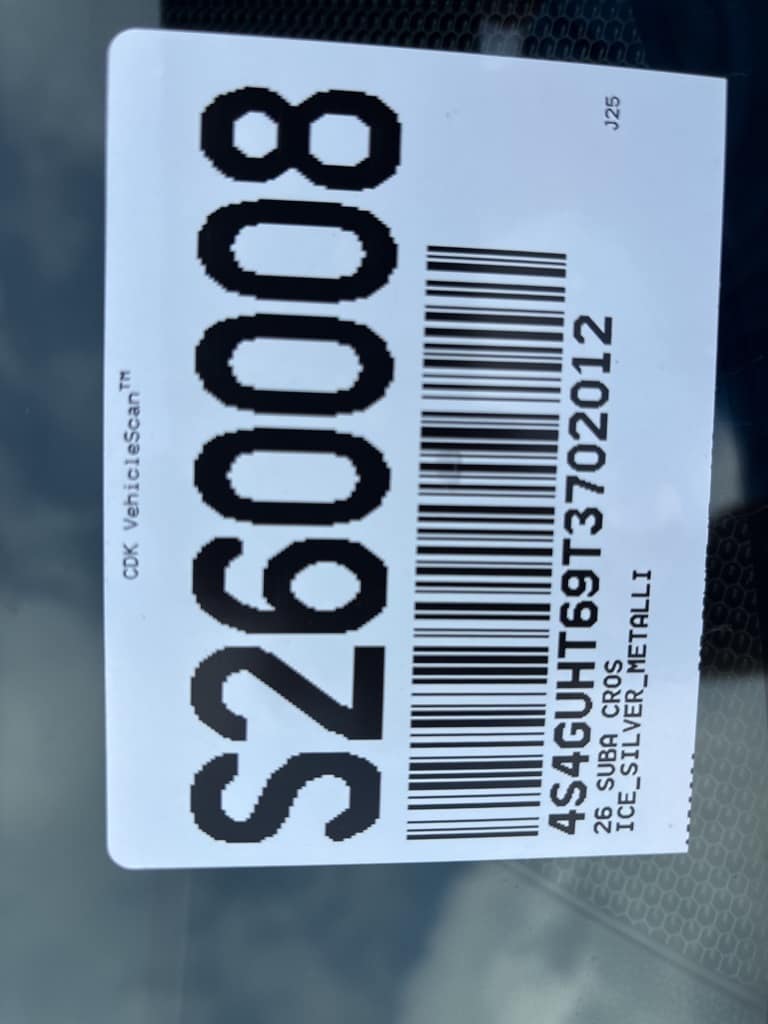 CDK VehicleScan™
S260008
4S4GUHT69T3702012
26 SUBA CROS
ICE_SILVER_METALLI
J25